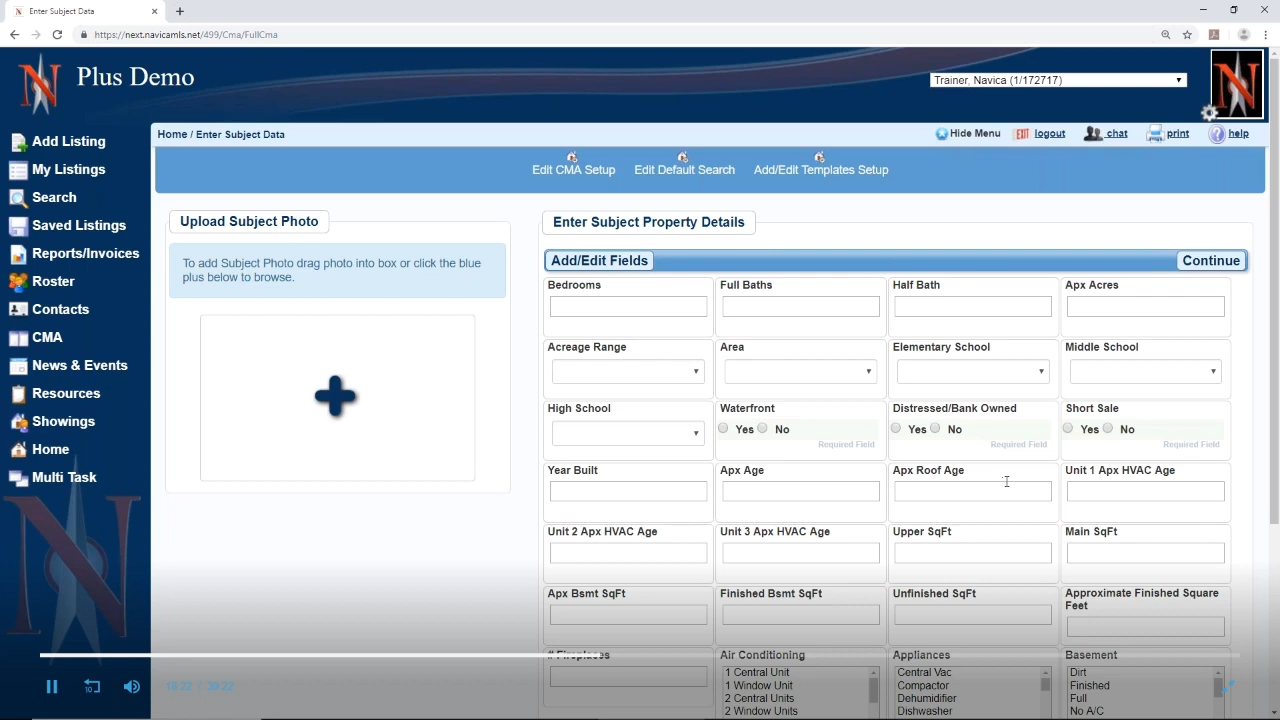 Enter Subject Data
https://next.navicamls.net/499/Cma/FullCma
N Plus Demo
Trainer, Navica (1/172717)
N
Home / Enter Subject Data
Hide Menu EXIT logout chat print help
Add Listing
My Listings
Search
Saved Listings
Reports/Invoices
Roster
Contacts
CMA
News & Events
Resources
Showings
Home
Multi Task
N
Edit CMA Setup Edit Default Search Add/Edit Templates Setup
Upload Subject Photo
To add Subject Photo drag photo into box or click the blue
plus below to browse.
Enter Subject Property Details
Add/Edit Fields Continue
Bedrooms Full Baths Half Bath Apx Acres
Acreage Range Area Elementary School Middle School
High School Waterfront Distressed/Bank Owned Short Sale
Yes No Yes No Yes No
Required Field Required Field Required Field
Year Built Apx Age Apx Roof Age Unit 1 Apx HVAC Age
Unit 2 Apx HVAC Age Unit 3 Apx HVAC Age Upper SqFt Main SqFt
Apx Bsmt SqFt Finished Bsmt SqFt Unfinished SqFt Approximate Finished Square
Feet
# Fireplaces Air Conditioning Appliances Basement
1 Central Unit Central Vac Dirt
1 Window Unit Compactor Finished
2 Central Units Dehumidifier Full
2 Window Units Dishwasher No A/C
10